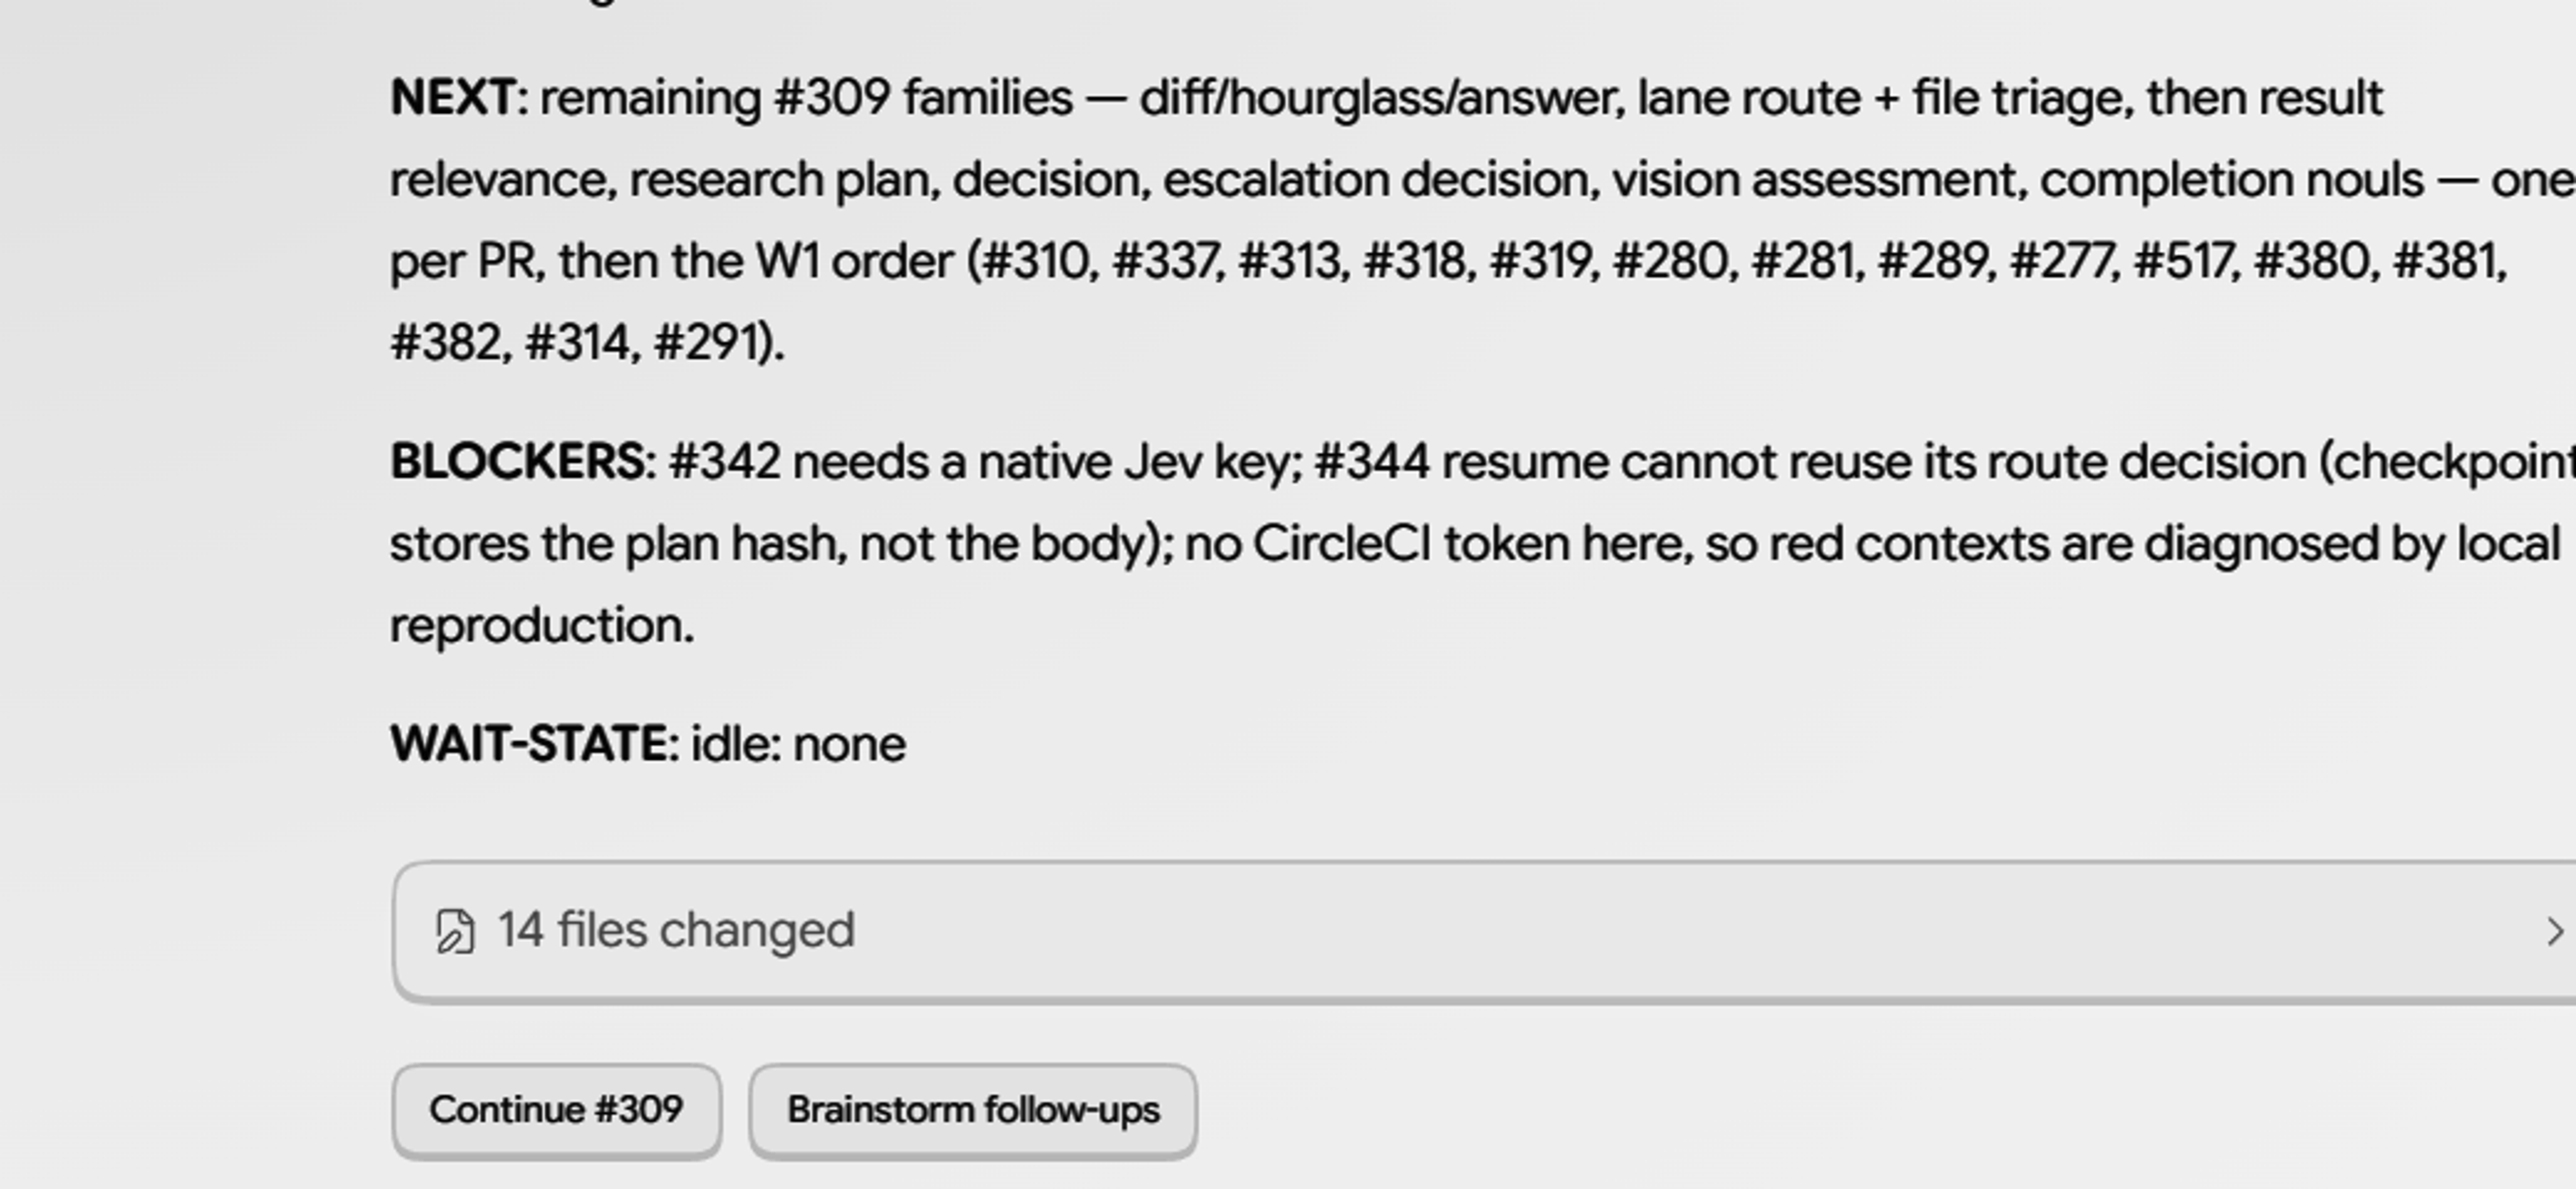 NEXT: remaining #309 families — diff/hourglass/answer, lane route + file triage, then result
relevance, research plan, decision, escalation decision, vision assessment, completion nouls — one
per PR, then the W1 order (#310, #337, #313, #318, #319, #280, #281, #289, #277, #517, #380, #381,
#382, #314, #291).
BLOCKERS: #342 needs a native Jev key; #344 resume cannot reuse its route decision (checkpoint
stores the plan hash, not the body); no CircleCI token here, so red contexts are diagnosed by local
reproduction.
WAIT-STATE: idle: none
14 files changed
Continue #309
Brainstorm follow-ups